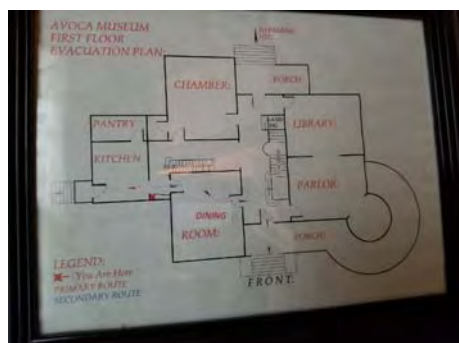 AVOCA MUSEUM
FIRST FLOOR
EVACUATION PLAN:
CHAMBER:
PORCH
PANTRY
LIBRARY:
KITCHEN
PARLOR:
DINING
ROOM:
PORCH:
LEGEND:
You Are Here
PRIMARY ROUTE
SECONDARY ROUTE
FRONT.